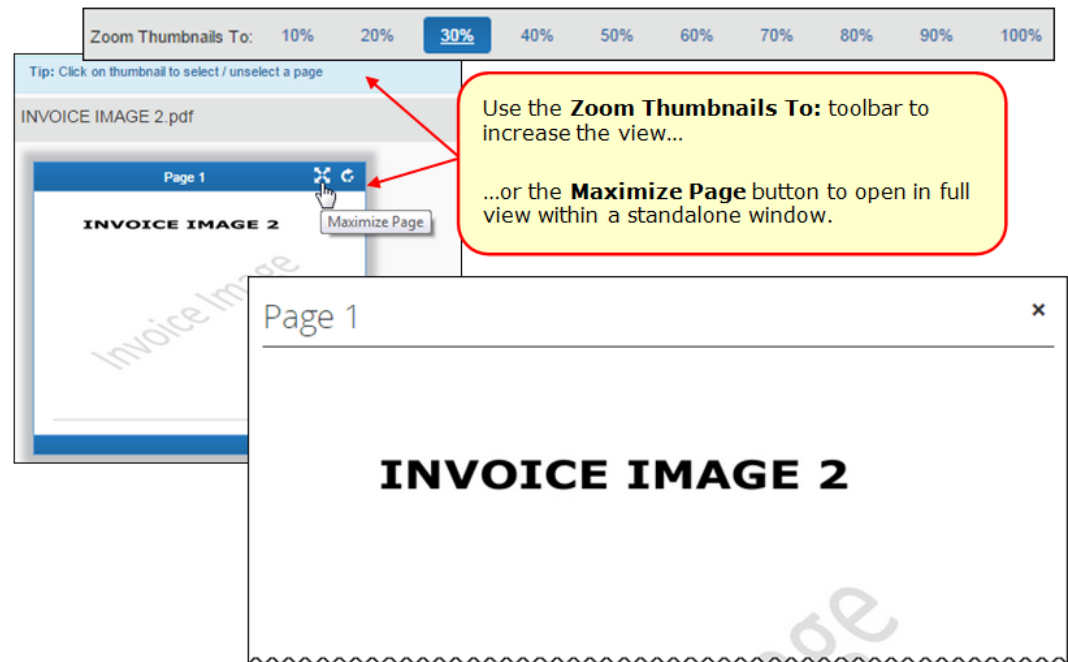 Zoom Thumbnails To: 10% 20% 30% 40% 50% 60% 70% 80% 90% 100%
Tip: Click on thumbnail to select / unselect a page
INVOICE IMAGE 2.pdf
Use the Zoom Thumbnails To: toolbar to
increase the view...
...or the Maximize Page button to open in full
view within a standalone window.
Page 1
INVOICE IMAGE 2
Maximize Page
Invoice Image
Page 1
×
INVOICE IMAGE 2
age